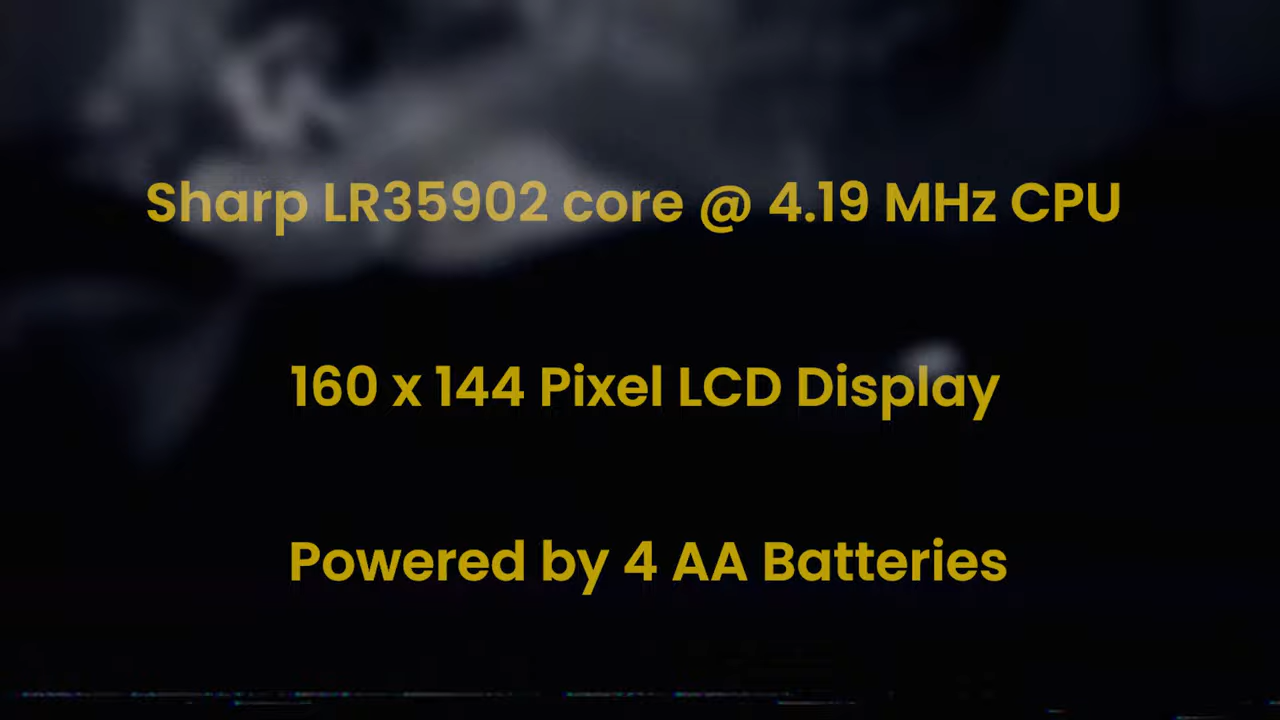 Sharp LR35902 core @ 4.19 MHz CPU
160 x 144 Pixel LCD Display
Powered by 4 AA Batteries